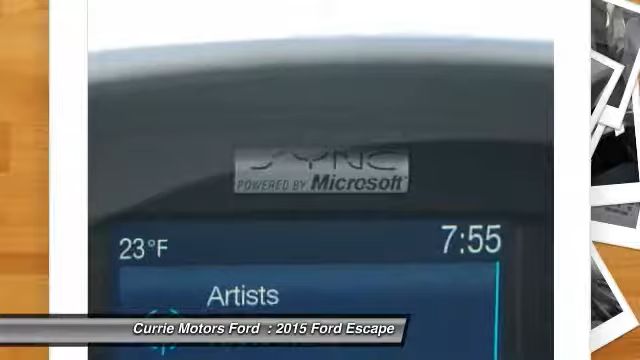 SYNC
POWERED BY Microsoft
23°F
7:55
Artists
Currie Motors Ford : 2015 Ford Escape